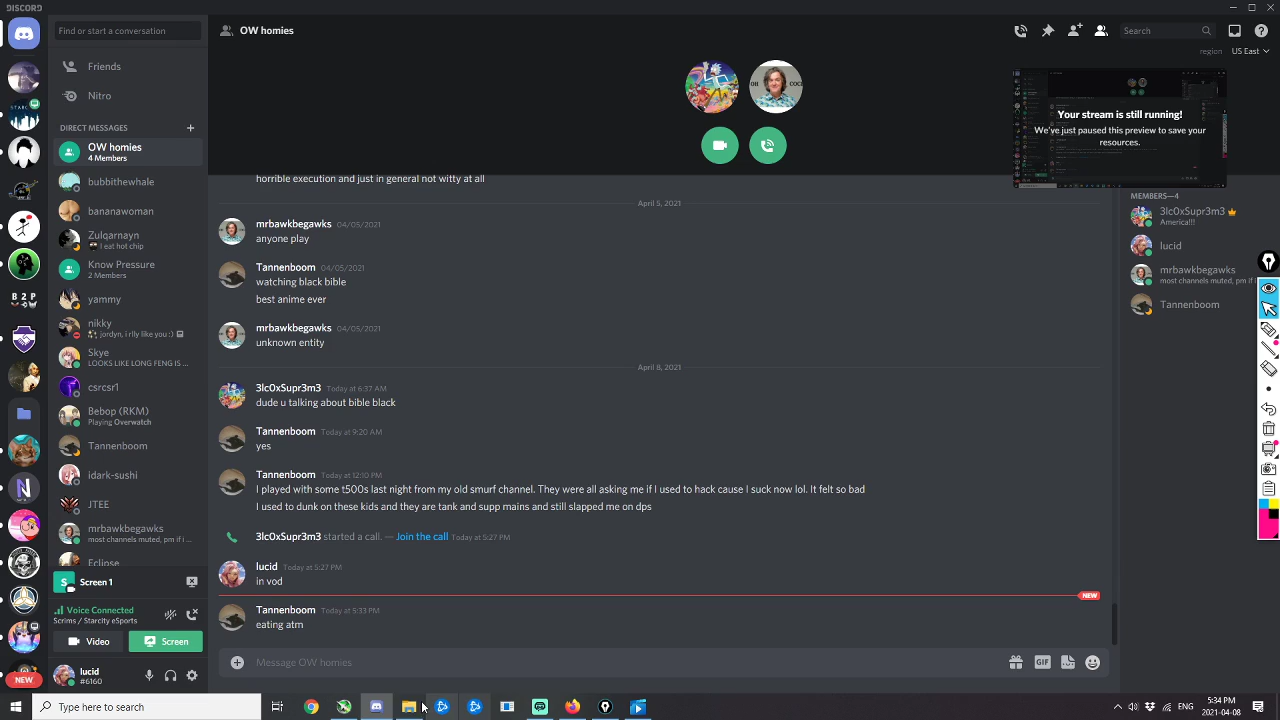 DISCORD
Find or start a conversation
Friends
Nitro
DIRECT MESSAGES
OW homies
4 Members
bubbithewhale
bananawoman
Zulqarnayn
I eat hot chip
Know Pressure
2 Members
yammy
nikky
jordyn, i rlly like you :)
Skye
LOOKS LIKE LONG FENG IS ...
csrcsr1
Bebop (RKM)
Playing Overwatch
Tannenboom
idark-sushi
JTEE
mrbawkbegawks
most channels muted, pm if i ...
Eclipse
Screen 1
Voice Connected
Scrims / Starcity eSports
Video
Screen
lucid
#6160
NEW
OW homies
Search
region
US East
Your stream is still running!
We've just paused this preview to save your
resources.
horrible execution and just in general not witty at all
April 5, 2021
mrbawkbegawks 04/05/2021
anyone play
Tannenboom 04/05/2021
watching black bible
best anime ever
mrbawkbegawks 04/05/2021
unknown entity
April 8, 2021
3lc0xSupr3m3 Today at 6:37 AM
dude u talking about bible black
Tannenboom Today at 9:20 AM
yes
Tannenboom Today at 12:10 PM
I played with some t500s last night from my old smurf channel. They were all asking me if I used to hack cause I suck now lol. It felt so bad
I used to dunk on these kids and they are tank and supp mains and still slapped me on dps
3lc0xSupr3m3 started a call. — Join the call Today at 5:27 PM
lucid Today at 5:27 PM
in vod
NEW
Tannenboom Today at 5:33 PM
eating atm
Message OW homies
GIF
MEMBERS—4
3lc0xSupr3m3
America!!!
lucid
mrbawkbegawks
most channels muted, pm if i
Tannenboom
Type here to search
5:34 PM
2021-04-08